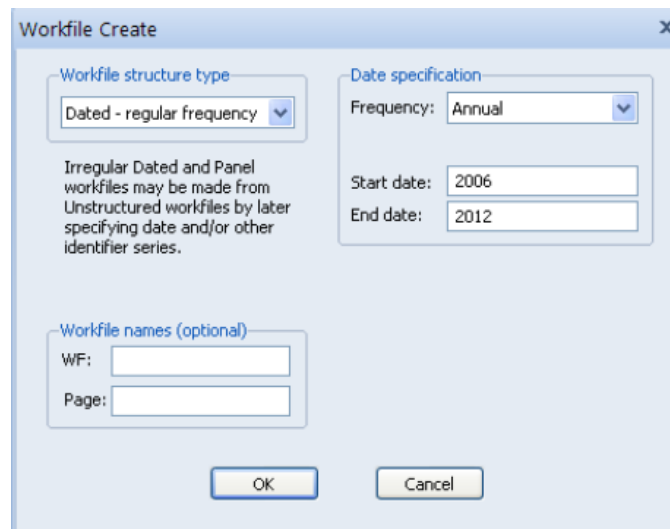 Workfile Create
x
Workfile structure type
Dated - regular frequency
Irregular Dated and Panel
workfiles may be made from
Unstructured workfiles by later
specifying date and/or other
identifier series.
Date specification
Frequency: Annual
Start date: 2006
End date: 2012
Workfile names (optional)
WF:
Page:
OK Cancel